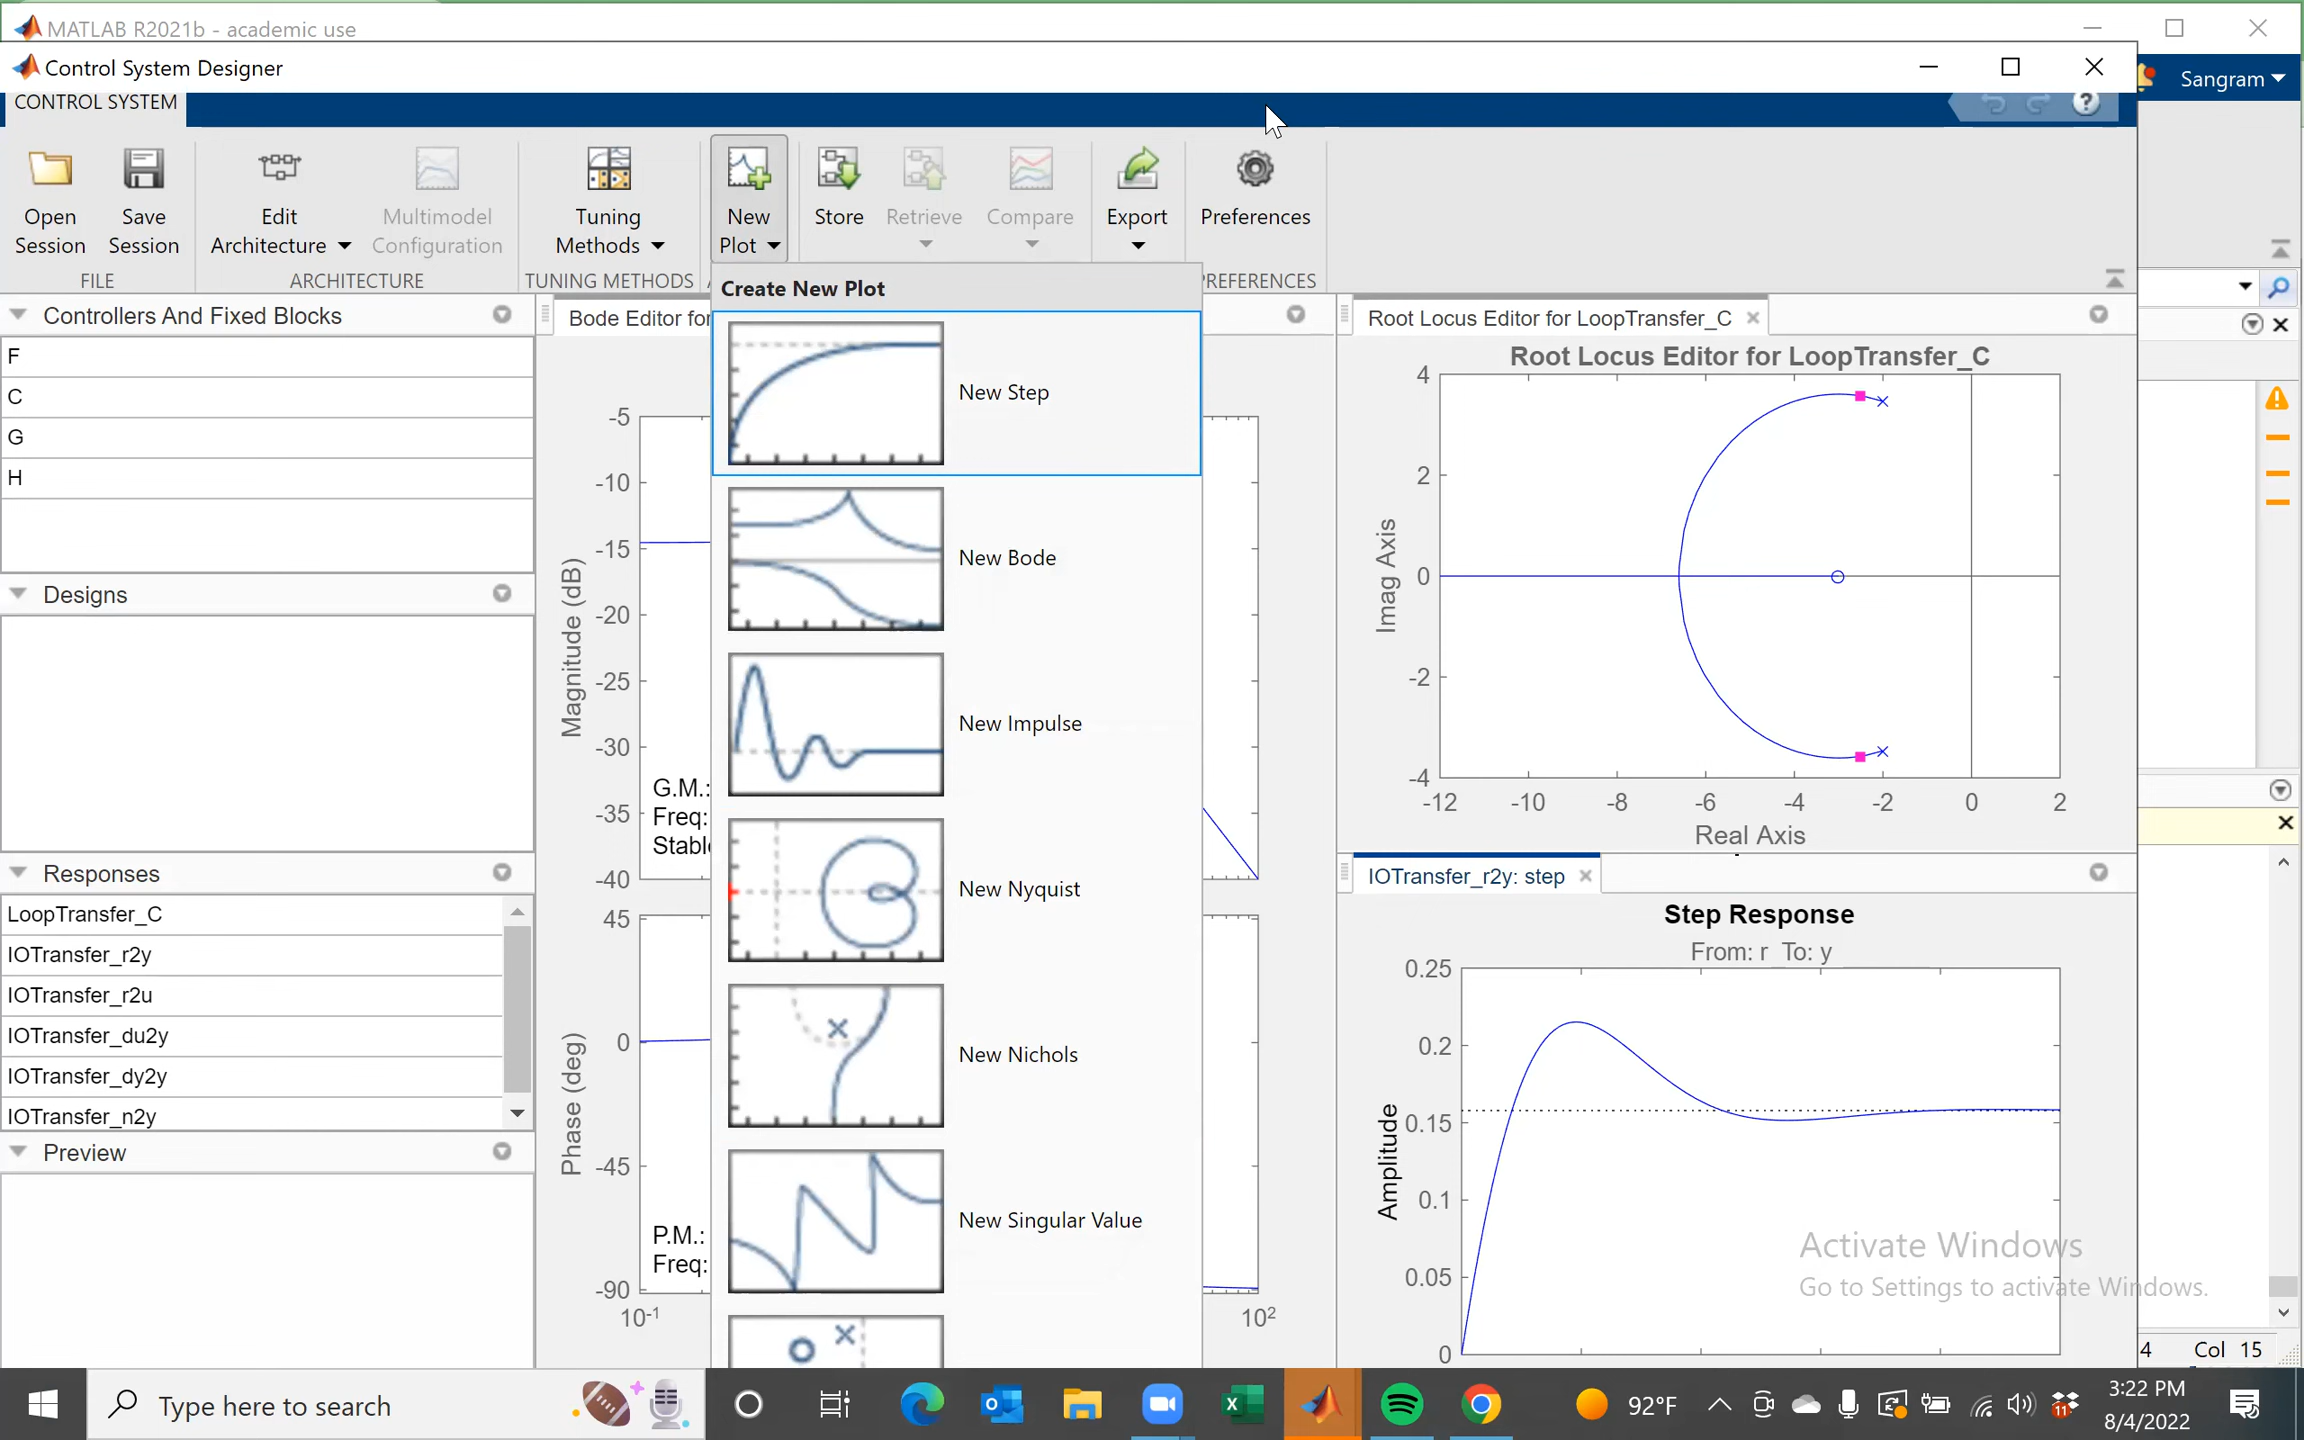 MATLAB R2021b - academic use
Control System Designer
Sangram
CONTROL SYSTEM
Open Session
Save Session
Edit Architecture
Multimodel Configuration
Tuning Methods
New Plot
Store
Retrieve
Compare
Export
Preferences
FILE
ARCHITECTURE
TUNING METHODS
REFERENCES
Create New Plot
New Step
New Bode
New Impulse
New Nyquist
New Nichols
New Singular Value
Controllers And Fixed Blocks
F
C
G
H
Designs
Responses
LoopTransfer_C
IOTransfer_r2y
IOTransfer_r2u
IOTransfer_du2y
IOTransfer_dy2y
IOTransfer_n2y
Preview
Bode Editor for
Magnitude (dB)
-5
-10
-15
-20
-25
-30
-35
-40
G.M.:
Freq:
Stabl
Phase (deg)
45
0
-45
-90
P.M.:
Freq:
10-1
10²
Root Locus Editor for LoopTransfer_C
Root Locus Editor for LoopTransfer_C
Imag Axis
4
2
0
-2
-4
-12 -10 -8 -6 -4 -2 0 2
Real Axis
IOTransfer_r2y: step
Step Response
From: r To: y
Amplitude
0.25
0.2
0.15
0.1
0.05
0
Activate Windows
Go to Settings to activate Windows.
4 Col 15
Type here to search
92°F
11
3:22 PM
8/4/2022